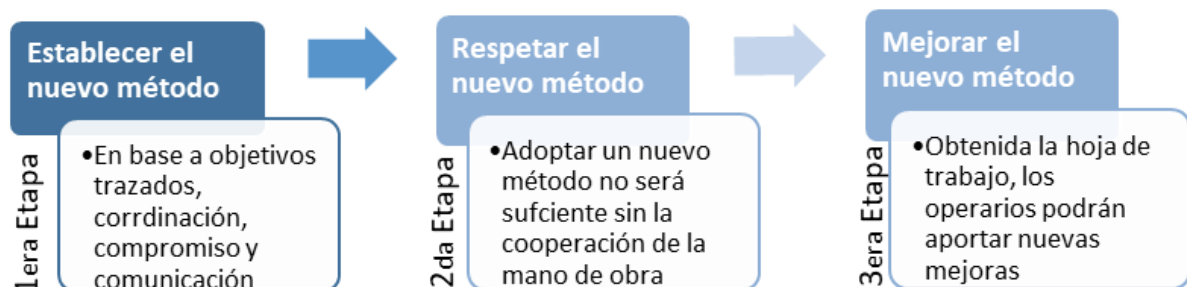 Establecer el
nuevo método
1era Etapa
•En base a objetivos
trazados,
corrdinación,
compromiso y
comunicación
Respetar el
nuevo método
2da Etapa
•Adoptar un nuevo
método no será
sufciente sin la
cooperación de la
mano de obra
Mejorar el
nuevo método
3era Etapa
•Obtenida la hoja de
trabajo, los
operarios podrán
aportar nuevas
mejoras